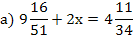 a) 9 16/51 + 2x = 4 11/34